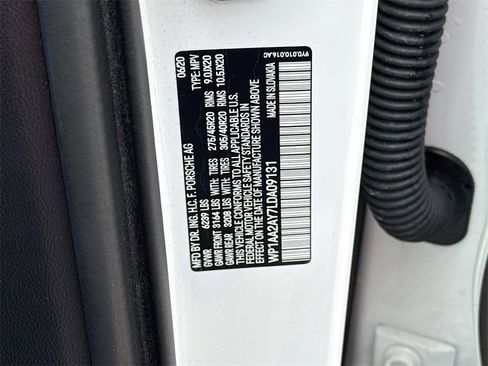 MFD BY DR. ING. H.C. F. PORSCHE AG 06/20
GVWR 6239 LBS TYPE: MPV
GAWR FRONT 3164 LBS WITH TIRES 275/45R20 RIMS 9.0JX20
GAWR REAR 3208 LBS WITH TIRES 305/40R20 RIMS 10.5JX20
THIS VEHICLE CONFORMS TO ALL APPLICABLE U.S.
FEDERAL MOTOR VEHICLE SAFETY STANDARDS IN
EFFECT ON THE DATE OF MANUFACTURE SHOWN ABOVE
WP1AA2AY7LDA09131 MADE IN SLOVAKIA
9Y0.010.016.AC